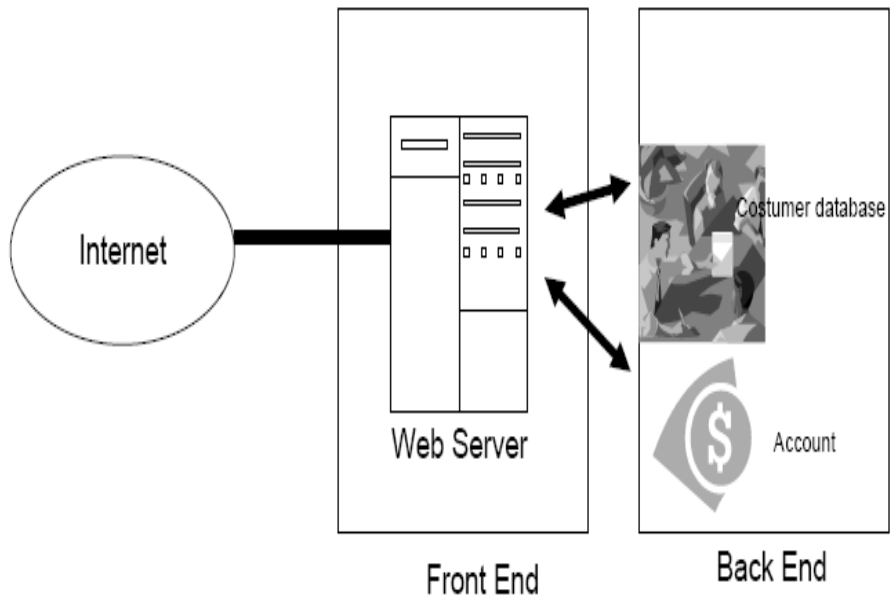 Internet
Web Server
Front End
Costumer database
$
Account
Back End